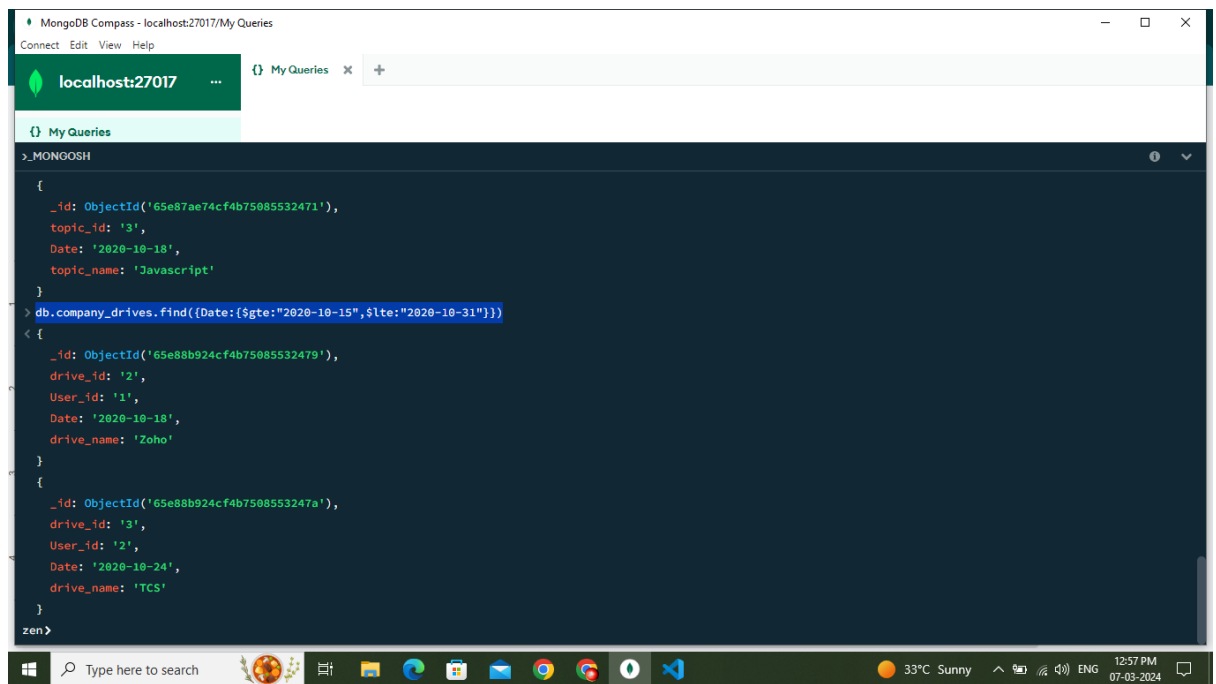 MongoDB Compass - localhost:27017/My Queries
Connect Edit View Help
localhost:27017 ...
{} My Queries
{} My Queries
>_MONGOSH
{
_id: ObjectId('65e87ae74cf4b75085532471'),
topic_id: '3',
Date: '2020-10-18',
topic_name: 'Javascript'
}
> db.company_drives.find({Date:{$gte:"2020-10-15",$lte:"2020-10-31"}})
< {
_id: ObjectId('65e88b924cf4b75085532479'),
drive_id: '2',
User_id: '1',
Date: '2020-10-18',
drive_name: 'Zoho'
}
{
_id: ObjectId('65e88b924cf4b7508553247a'),
drive_id: '3',
User_id: '2',
Date: '2020-10-24',
drive_name: 'TCS'
}
zen>
Type here to search
33°C Sunny
ENG
12:57 PM
07-03-2024